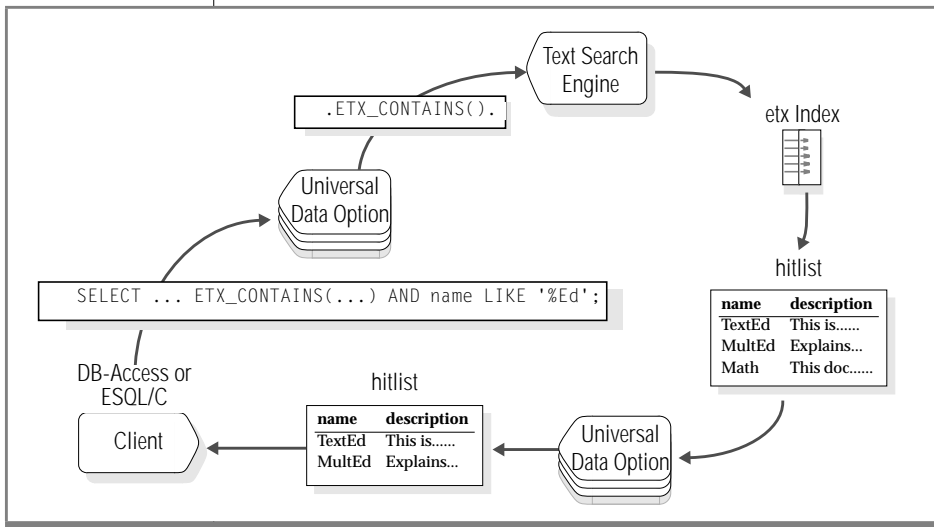 Text Search
Engine
.ETX_CONTAINS().
etx Index
Universal
Data Option
hitlist
SELECT ... ETX_CONTAINS(...) AND name LIKE '%Ed';
name description
TextEd This is......
MultEd Explains...
Math This doc......
DB-Access or
ESQL/C
hitlist
Client
name description
TextEd This is......
MultEd Explains...
Universal
Data Option